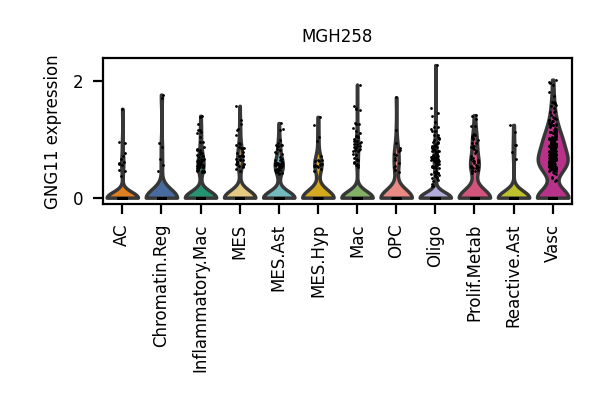 MGH258
GNG11 expression
2
0
AC
Chromatin.Reg
Inflammatory.Mac
MES
MES.Ast
MES.Hyp
Mac
OPC
Oligo
Prolif.Metab
Reactive.Ast
Vasc